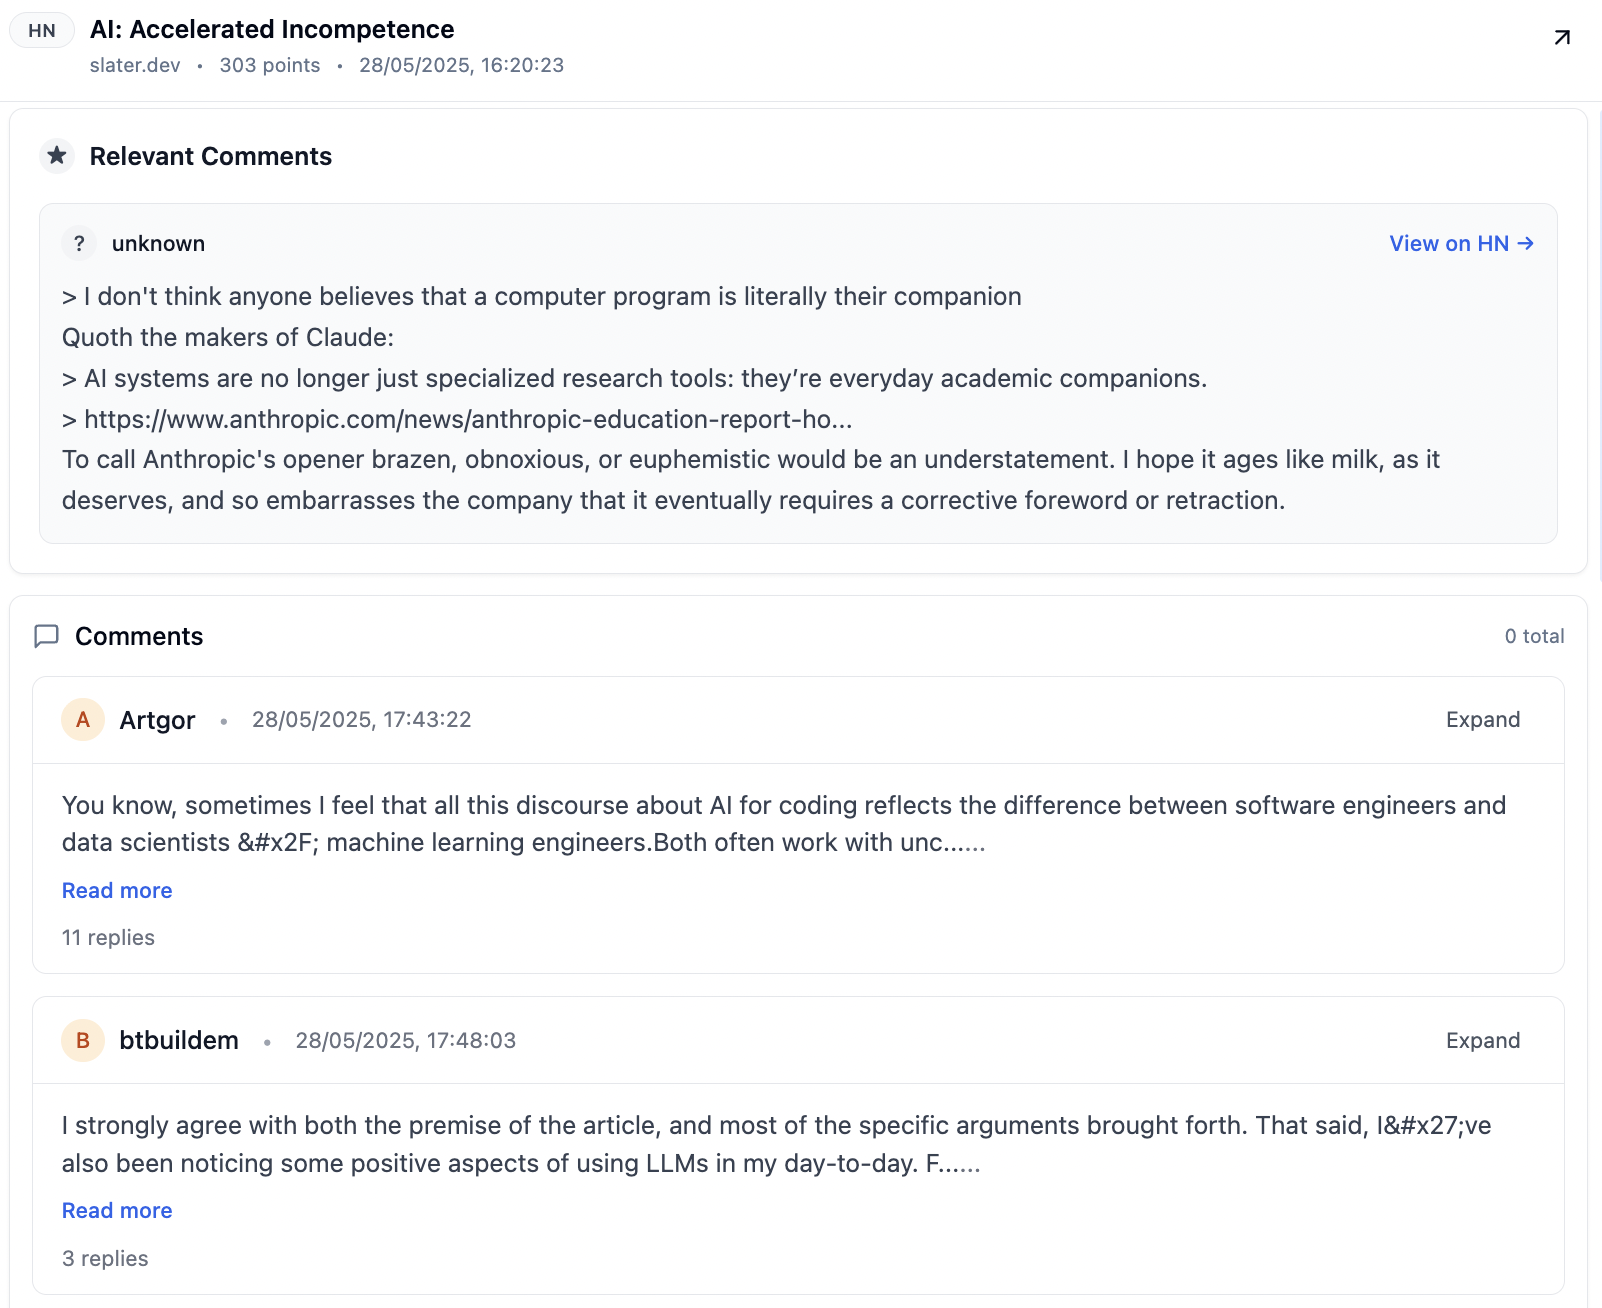 HN
AI: Accelerated Incompetence
slater.dev • 303 points • 28/05/2025, 16:20:23
Relevant Comments
? unknown
View on HN →
> I don't think anyone believes that a computer program is literally their companion
Quoth the makers of Claude:
> AI systems are no longer just specialized research tools: they’re everyday academic companions.
> https://www.anthropic.com/news/anthropic-education-report-ho...
To call Anthropic's opener brazen, obnoxious, or euphemistic would be an understatement. I hope it ages like milk, as it
deserves, and so embarrasses the company that it eventually requires a corrective foreword or retraction.
Comments
0 total
A Artgor • 28/05/2025, 17:43:22
Expand
You know, sometimes I feel that all this discourse about AI for coding reflects the difference between software engineers and
data scientists &#x2F; machine learning engineers.Both often work with unc......
Read more
11 replies
B btbuildem • 28/05/2025, 17:48:03
Expand
I strongly agree with both the premise of the article, and most of the specific arguments brought forth. That said, I&#x27;ve
also been noticing some positive aspects of using LLMs in my day-to-day. F......
Read more
3 replies